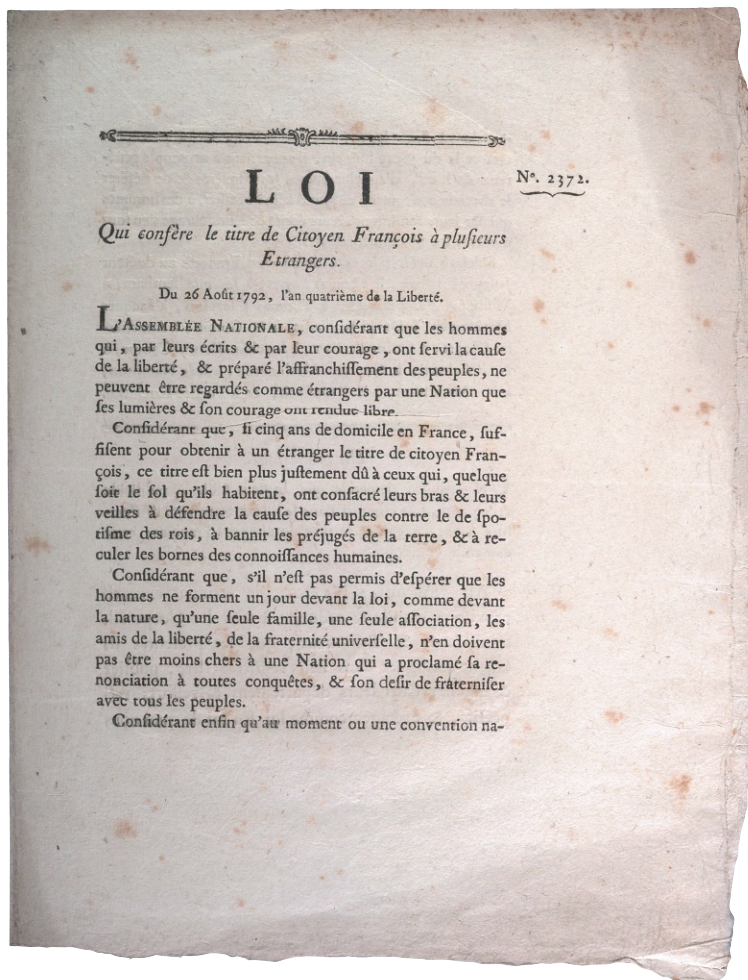 LOI
Nº. 2372.
Qui confère le titre de Citoyen François à pluſieurs
Etrangers.
Du 26 Août 1792, l'an quatrième de la Liberté.
L'ASSEMBLÉE NATIONALE, conſidérant que les hommes
qui, par leurs écrits & par leur courage, ont ſervi la cauſe
de la liberté, & préparé l'affranchiſſement des peuples, ne
peuvent être regardés comme étrangers par une Nation que
ſes lumières & ſon courage ont rendue libre.
Conſidérant que, ſi cinq ans de domicile en France, ſuf-
fiſent pour obtenir à un étranger le titre de citoyen Fran-
çois, ce titre eſt bien plus juſtement dû à ceux qui, quelque
ſoit le ſol qu'ils habitent, ont conſacré leurs bras & leurs
veilles à défendre la cauſe des peuples contre le de ſpo-
tiſme des rois, à bannir les préjugés de la terre, & à re-
culer les bornes des connoiſſances humaines.
Conſidérant que, s'il n'eſt pas permis d'eſpérer que les
hommes ne forment un jour devant la loi, comme devant
la nature, qu'une ſeule famille, une ſeule aſſociation, les
amis de la liberté, de la fraternité univerſelle, n'en doivent
pas être moins chers à une Nation qui a proclamé ſa re-
nonciation à toutes conquêtes, & ſon deſir de fraterniſer
avec tous les peuples.
Conſidérant enfin qu'au moment ou une convention na-